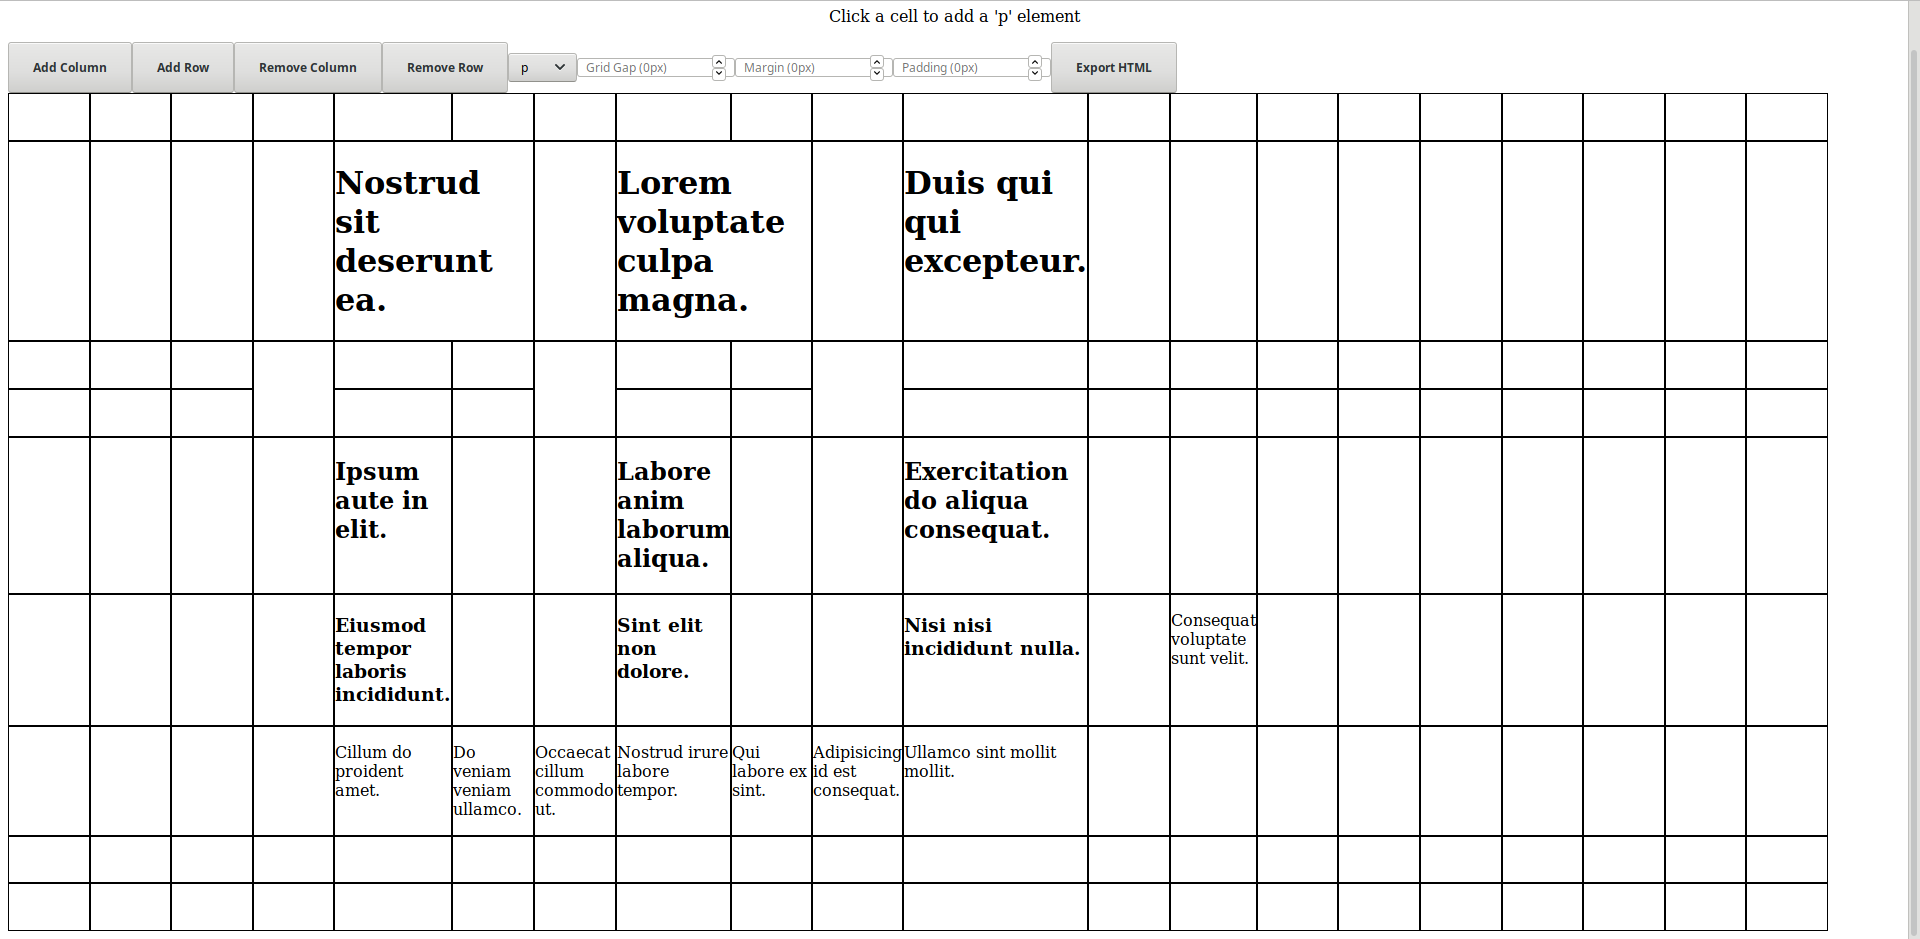 Click a cell to add a 'p' element
Add Column
Add Row
Remove Column
Remove Row
p
Grid Gap (0px)
Margin (0px)
Padding (0px)
Export HTML
Nostrud
sit
deserunt
ea.
Lorem
voluptate
culpa
magna.
Duis qui
qui
excepteur.
Ipsum
aute in
elit.
Labore
anim
laborum
aliqua.
Exercitation
do aliqua
consequat.
Eiusmod
tempor
laboris
incididunt.
Sint elit
non
dolore.
Nisi nisi
incididunt nulla.
Consequat
voluptate
sunt velit.
Cillum do
proident
amet.
Do
veniam
veniam
ullamco.
Occaecat
cillum
commodo
ut.
Nostrud irure
labore
tempor.
Qui
labore ex
sint.
Adipisicing
id est
consequat.
Ullamco sint mollit
mollit.